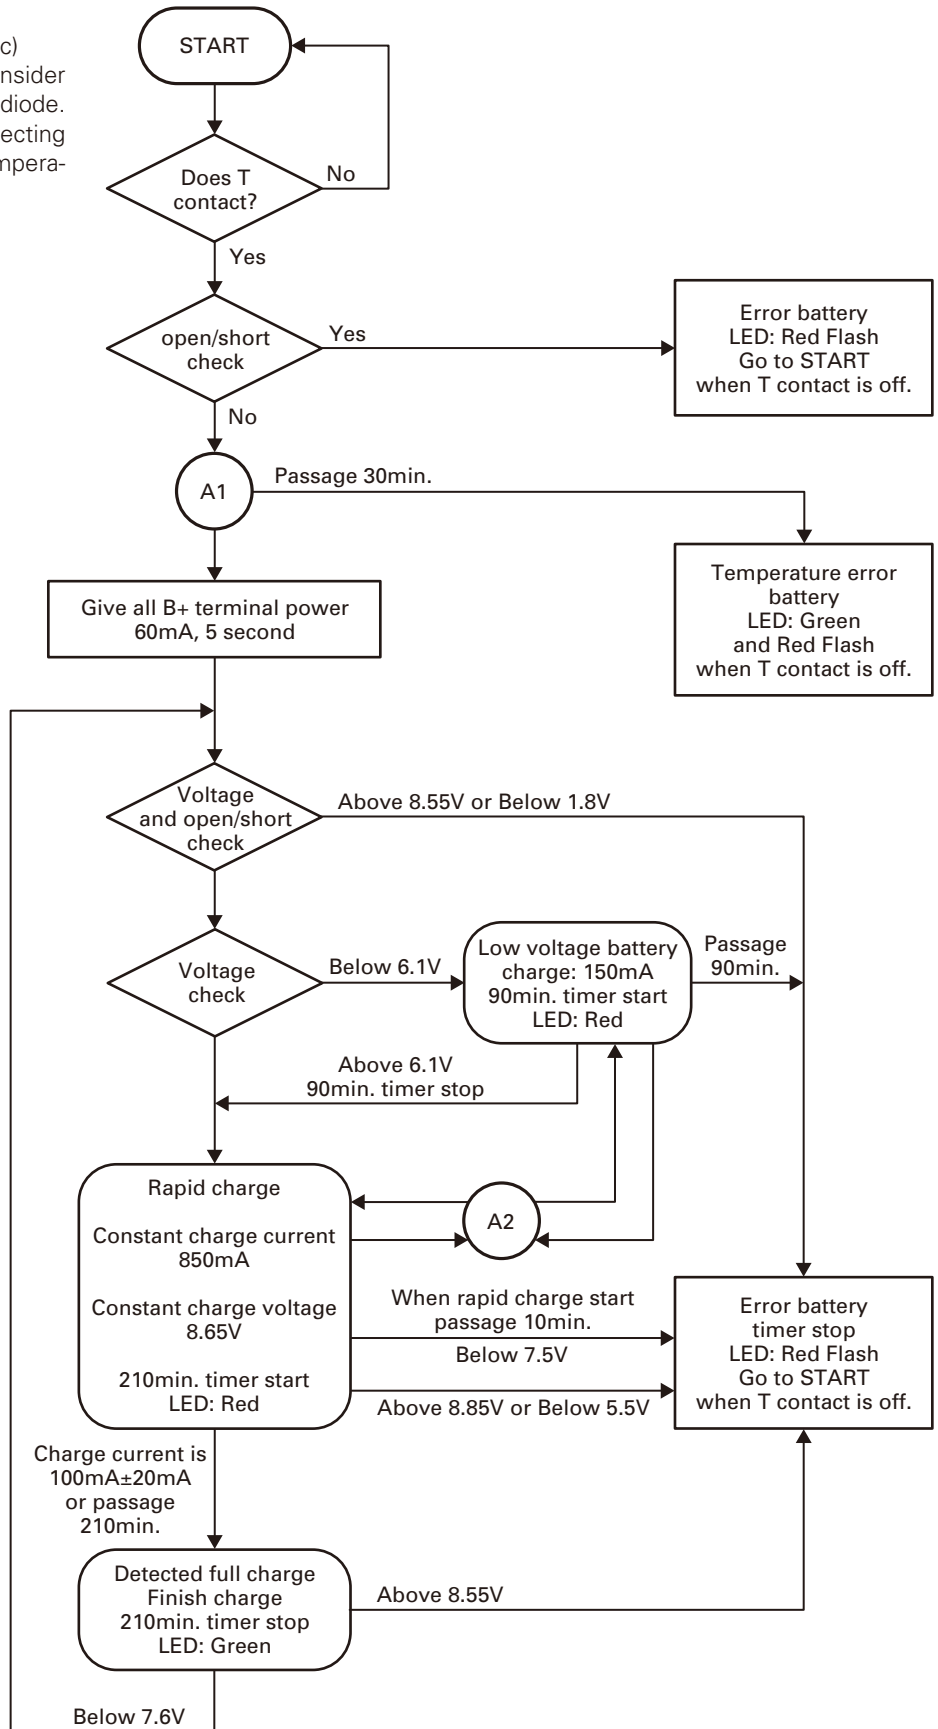 c)
nsider
diode.
ecting
mpera-
START
Does T
contact?
No
Yes
open/short
check
Yes
No
Error battery
LED: Red Flash
Go to START
when T contact is off.
A1
Passage 30min.
Temperature error
battery
LED: Green
and Red Flash
when T contact is off.
Give all B+ terminal power
60mA, 5 second
Voltage
and open/short
check
Above 8.55V or Below 1.8V
Voltage
check
Below 6.1V
Low voltage battery
charge: 150mA
90min. timer start
LED: Red
Passage
90min.
Above 6.1V
90min. timer stop
Rapid charge
Constant charge current
850mA
Constant charge voltage
8.65V
210min. timer start
LED: Red
A2
When rapid charge start
passage 10min.
Below 7.5V
Above 8.85V or Below 5.5V
Error battery
timer stop
LED: Red Flash
Go to START
when T contact is off.
Charge current is
100mA±20mA
or passage
210min.
Detected full charge
Finish charge
210min. timer stop
LED: Green
Above 8.55V
Below 7.6V